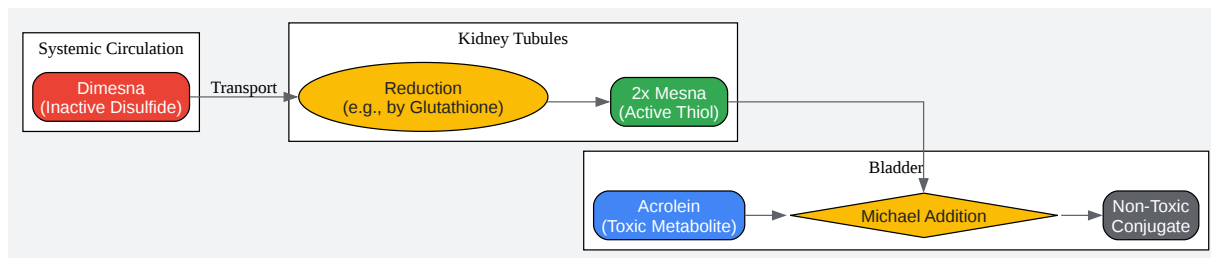 Systemic Circulation
Dimesna
(Inactive Disulfide)
Transport
Kidney Tubules
Reduction
(e.g., by Glutathione)
2x Mesna
(Active Thiol)
Bladder
Acrolein
(Toxic Metabolite)
Michael Addition
Non-Toxic
Conjugate